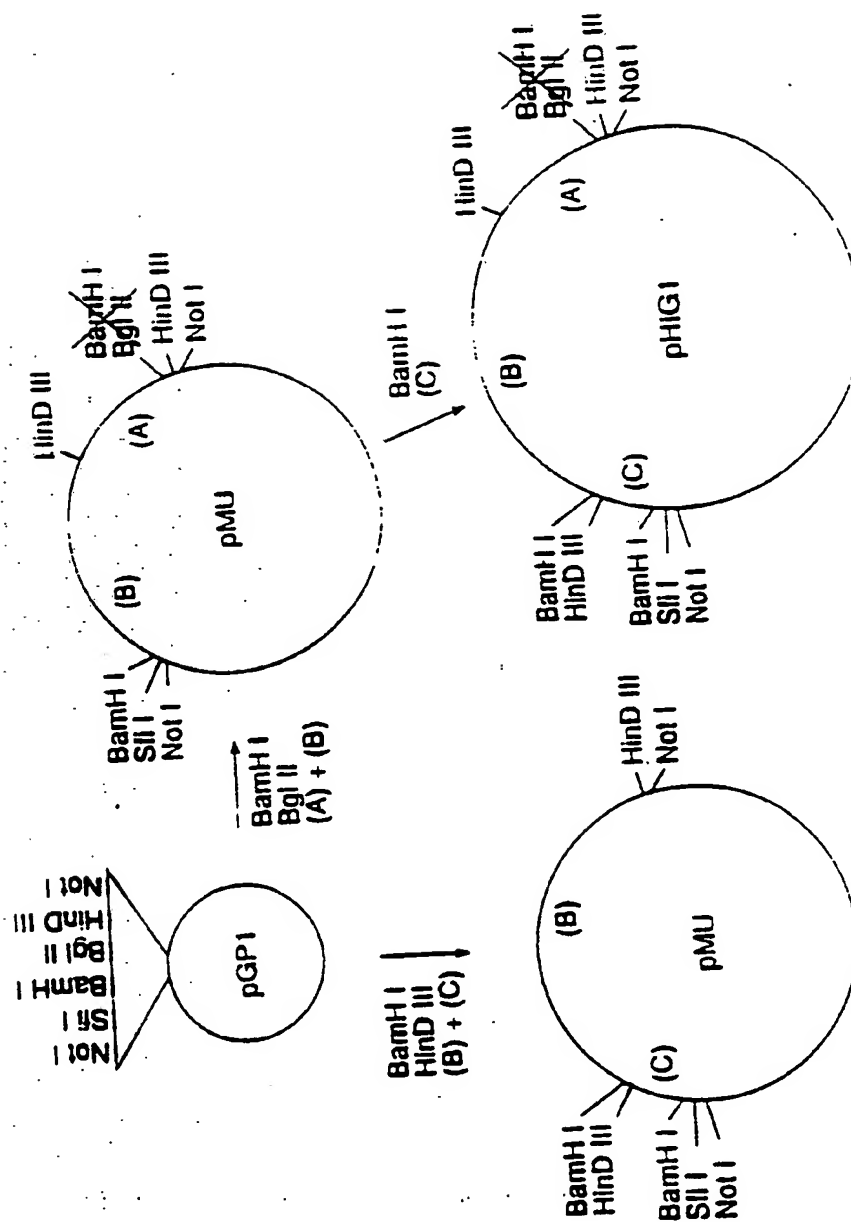 Not I
Sfi I
BamH I
Bgl II
HinD III
Not I
pGP1
BamH I
Bgl II
(A) + (B)
HinD III
BamH I
Bgl II
HinD III
Not I
(A)
(B)
pMU
BamH I
Sfi I
Not I
BamH I
HinD III
(B) + (C)
BamH I
(C)
BamH I
HinD III
(C)
BamH I
Sfi I
Not I
(B)
pMU
HinD III
Not I
HinD III
BamH I
Bgl II
HinD III
Not I
(A)
(B)
pHIG1
BamH I
HinD III
(C)
BamH I
Sfi I
Not I